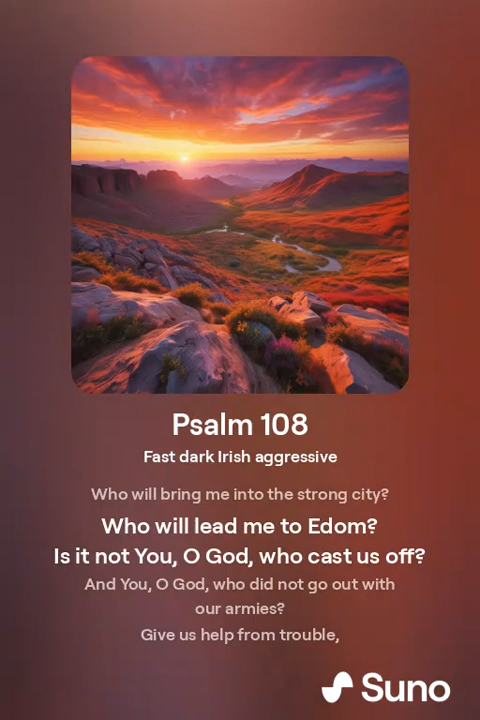 Psalm 108
Fast dark Irish aggressive
Who will bring me into the strong city?
Who will lead me to Edom?
Is it not You, O God, who cast us off?
And You, O God, who did not go out with
our armies?
Give us help from trouble,
Suno